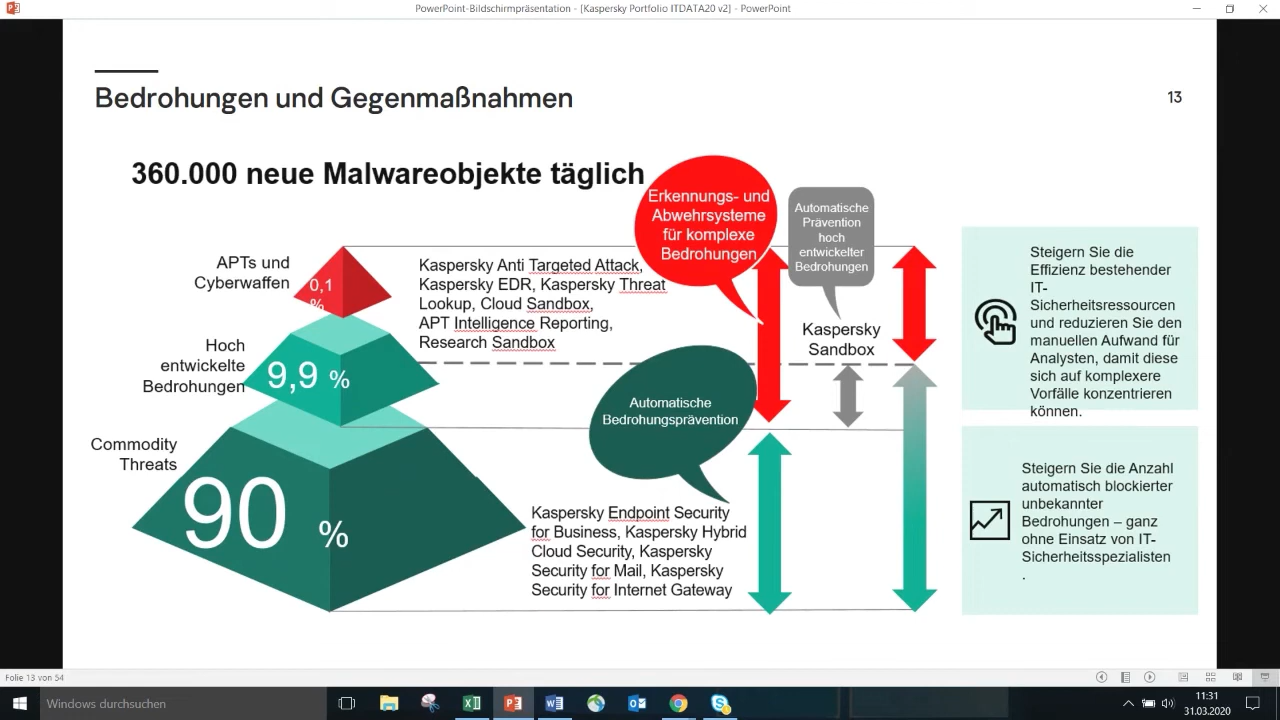 PowerPoint-Bildschirmpräsentation - [Kaspersky Portfolio ITDATA20 v2] - PowerPoint
Bedrohungen und Gegenmaßnahmen
13
360.000 neue Malwareobjekte täglich
Erkennungs- und
Abwehrsysteme
für komplexe
Bedrohungen
Automatische
Prävention
hoch
entwickelter
Bedrohungen
APTs und
Cyberwaffen
0,1
%
Kaspersky Anti Targeted Attack,
Kaspersky EDR, Kaspersky Threat
Lookup, Cloud Sandbox,
APT Intelligence Reporting,
Research Sandbox
Kaspersky
Sandbox
Steigern Sie die
Effizienz bestehender
IT-
Sicherheitsressourcen
und reduzieren Sie den
manuellen Aufwand für
Analysten, damit diese
sich auf komplexere
Vorfälle konzentrieren
können.
Hoch
entwickelte
Bedrohungen
9,9 %
Automatische
Bedrohungsprävention
Commodity
Threats
90 %
Kaspersky Endpoint Security
for Business, Kaspersky Hybrid
Cloud Security, Kaspersky
Security for Mail, Kaspersky
Security for Internet Gateway
Steigern Sie die Anzahl
automatisch blockierter
unbekannter
Bedrohungen – ganz
ohne Einsatz von IT-
Sicherheitsspezialisten
.
Folie 13 von 54
Windows durchsuchen
11:31
31.03.2020